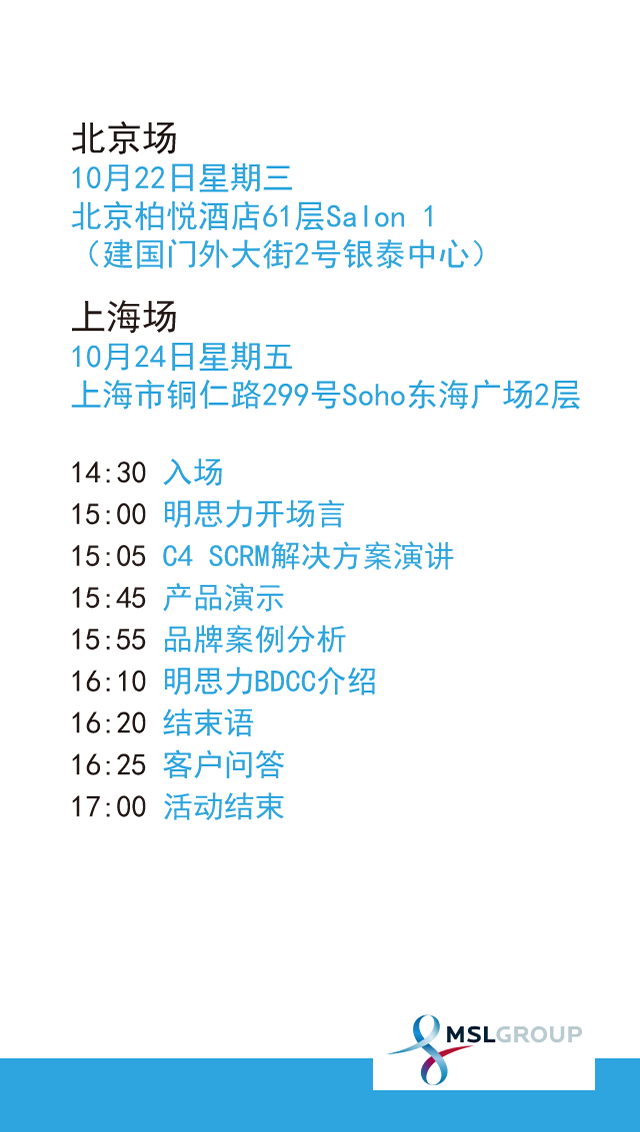 北京场
10月22日星期三
北京柏悦酒店61层Salon 1
（建国门外大街2号银泰中心）
上海场
10月24日星期五
上海市铜仁路299号Soho东海广场2层
14:30 入场
15:00 明思力开场言
15:05 C4 SCRM解决方案演讲
15:45 产品演示
15:55 品牌案例分析
16:10 明思力BDCC介绍
16:20 结束语
16:25 客户问答
17:00 活动结束
MSLGROUP